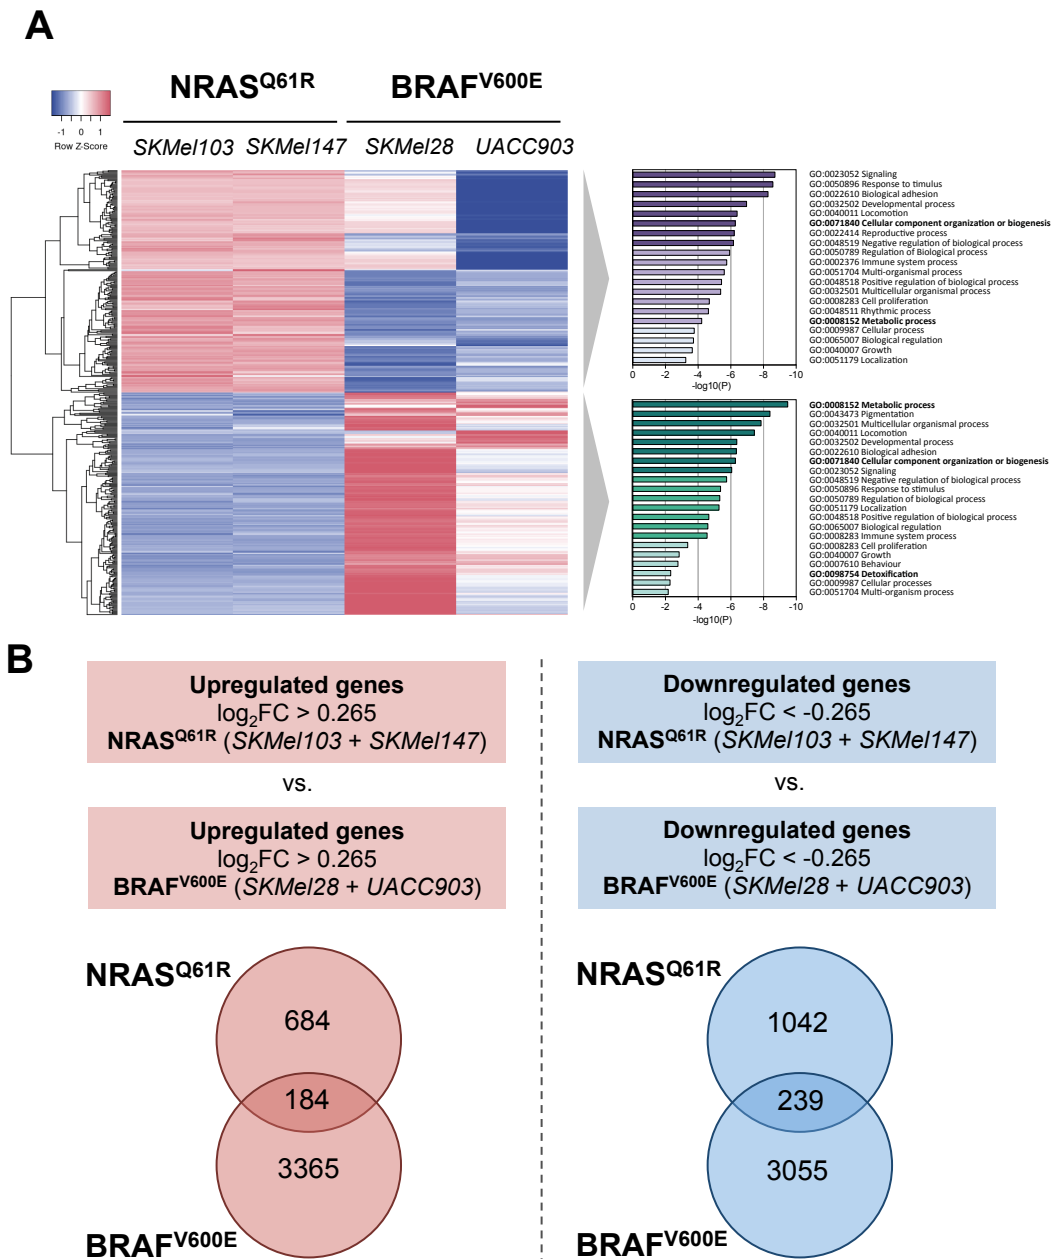 A
NRASQ61R BRAFV600E
-1 0 1
Row Z-Score
SKMel103 SKMel147 SKMel28 UACC903
GO:0023052 Signaling
GO:0050896 Response to timulus
GO:0022610 Biological adhesion
GO:0032502 Developmental process
GO:0040011 Locomotion
GO:0071840 Cellular component organization or biogenesis
GO:0022414 Reproductive process
GO:0048519 Negative regulation of biological process
GO:0050789 Regulation of Biological process
GO:0002376 Immune system process
GO:0051704 Multi-organismal process
GO:0048518 Positive regulation of biological process
GO:0032501 Multicellular organismal process
GO:0008283 Cell proliferation
GO:0048511 Rhythmic process
GO:0008152 Metabolic process
GO:0009987 Cellular process
GO:0065007 Biological regulation
GO:0040007 Growth
GO:0051179 Localization
0 -2 -4 -6 -8 -10
-log10(P)
GO:0008152 Metabolic process
GO:0043473 Pigmentation
GO:0032501 Multicellular organismal process
GO:0040011 Locomotion
GO:0032502 Developmental process
GO:0022610 Biological adhesion
GO:0071840 Cellular component organization or biogenesis
GO:0023052 Signaling
GO:0048519 Negative regulation of biological process
GO:0050896 Response to stimulus
GO:0050789 Regulation of biological process
GO:0051179 Localization
GO:0048518 Positive regulation of biological process
GO:0065007 Biological regulation
GO:0008283 Immune system process
GO:0008283 Cell proliferation
GO:0040007 Growth
GO:0007610 Behaviour
GO:0098754 Detoxification
GO:0009987 Cellular processes
GO:0051704 Multi-organism process
0 -2 -4 -6 -8 -10
-log10(P)
B
Upregulated genes
log2FC > 0.265
NRASQ61R (SKMel103 + SKMel147)
vs.
Upregulated genes
log2FC > 0.265
BRAFV600E (SKMel28 + UACC903)
NRASQ61R
684
184
3365
BRAFV600E
Downregulated genes
log2FC < -0.265
NRASQ61R (SKMel103 + SKMel147)
vs.
Downregulated genes
log2FC < -0.265
BRAFV600E (SKMel28 + UACC903)
NRASQ61R
1042
239
3055
BRAFV600E